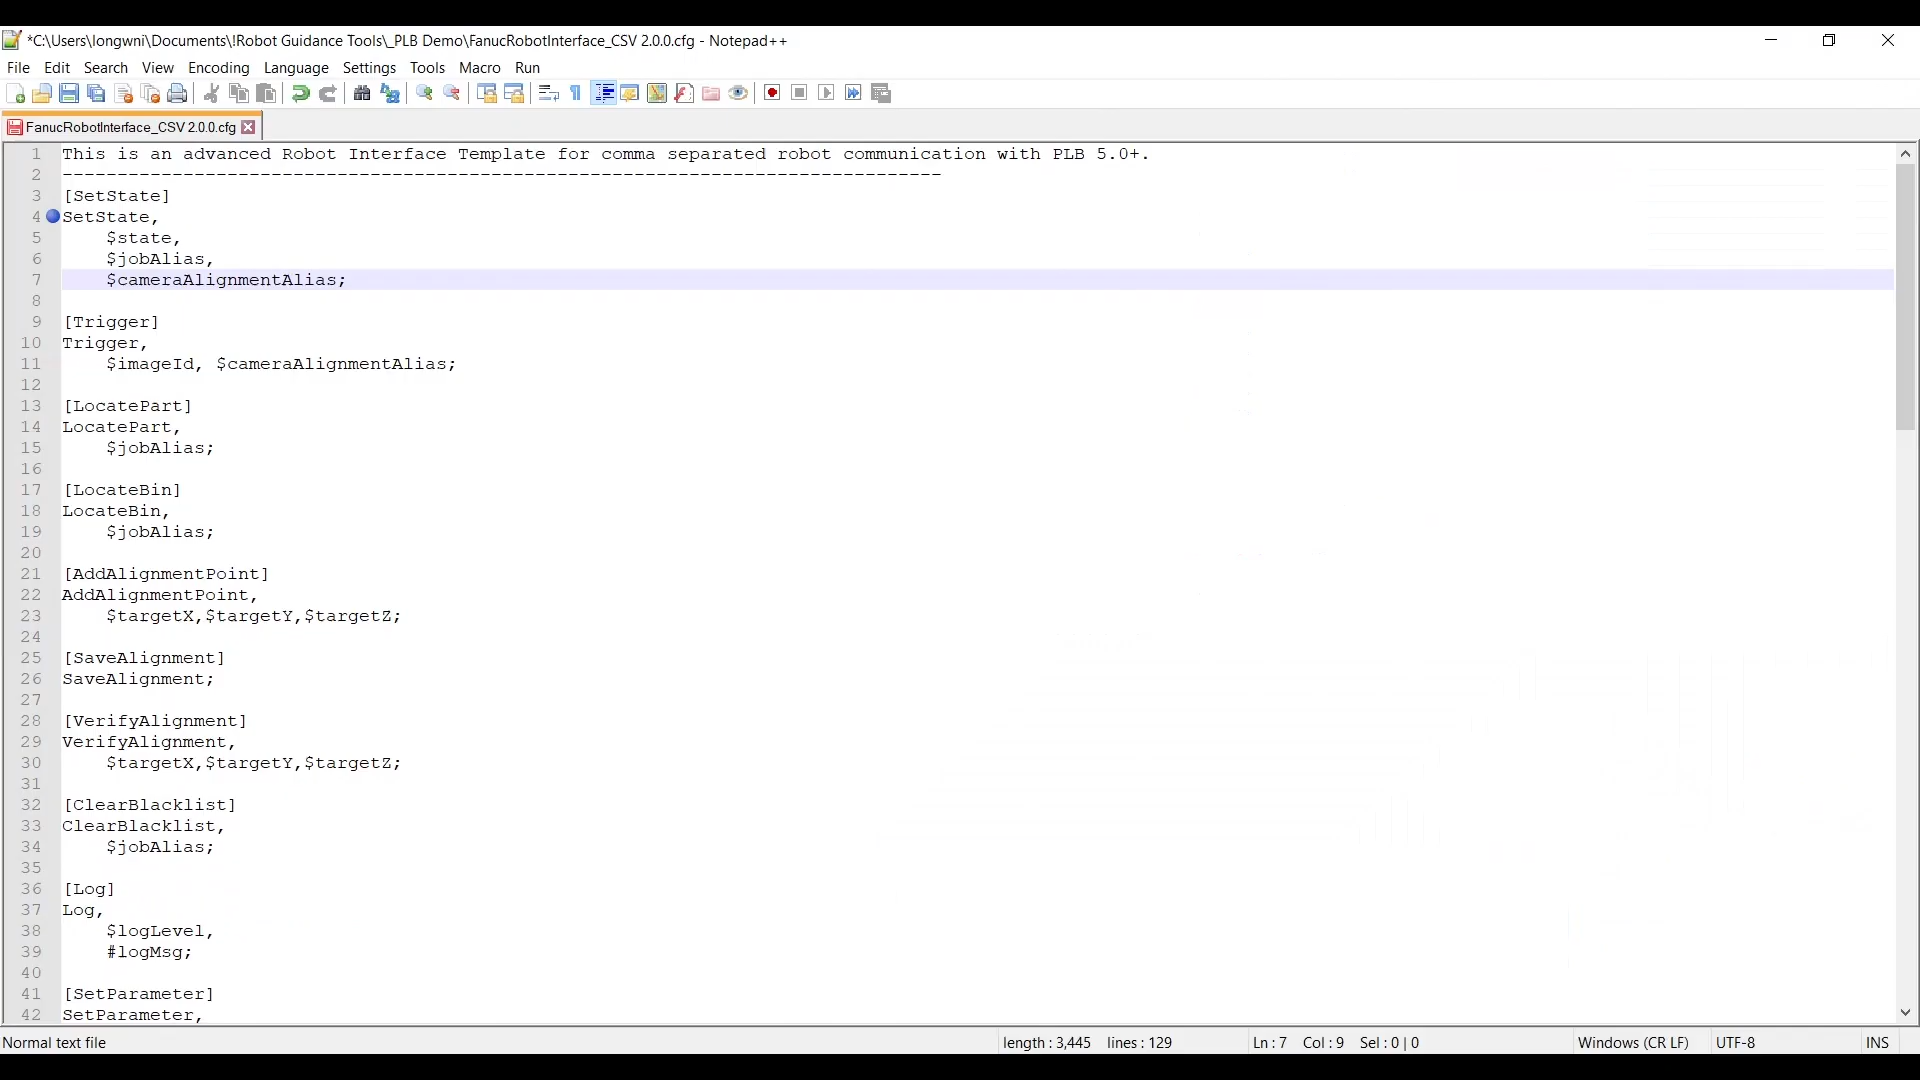 *C:\Users\longwni\Documents\!Robot Guidance Tools\_PLB Demo\FanucRobotInterface_CSV 2.0.0.cfg - Notepad++
File Edit Search View Encoding Language Settings Tools Macro Run
FanucRobotInterface_CSV 2.0.0.cfg
1 This is an advanced Robot Interface Template for comma separated robot communication with PLB 5.0+.
2 --------------------------------------------------------------------------------
3 [SetState]
4 SetState,
5 $state,
6 $jobAlias,
7 $cameraAlignmentAlias;
8
9 [Trigger]
10 Trigger,
11 $imageId, $cameraAlignmentAlias;
12
13 [LocatePart]
14 LocatePart,
15 $jobAlias;
16
17 [LocateBin]
18 LocateBin,
19 $jobAlias;
20
21 [AddAlignmentPoint]
22 AddAlignmentPoint,
23 $targetX,$targetY,$targetZ;
24
25 [SaveAlignment]
26 SaveAlignment;
27
28 [VerifyAlignment]
29 VerifyAlignment,
30 $targetX,$targetY,$targetZ;
31
32 [ClearBlacklist]
33 ClearBlacklist,
34 $jobAlias;
35
36 [Log]
37 Log,
38 $logLevel,
39 #logMsg;
40
41 [SetParameter]
42 SetParameter,
Normal text file length : 3,445 lines : 129 Ln : 7 Col : 9 Sel : 0 | 0 Windows (CR LF) UTF-8 INS